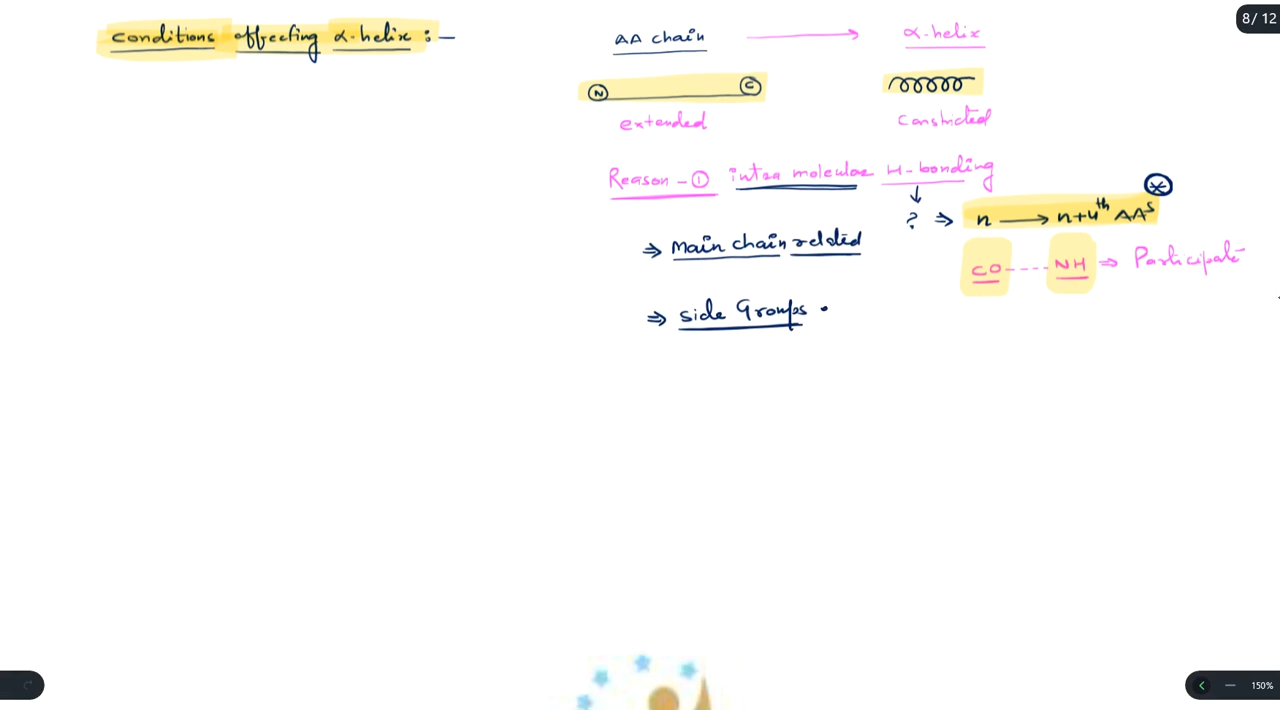 conditions affecting α-helix :-
AA chain → α-helix
N C
extended constricted
Reason - ① intra molecular H-bonding
↓
? ⇒ n → n+4th AAs
⇒ Main chain related
CO ---- NH ⇒ Participate
⇒ side Groups •
8 / 12
150%